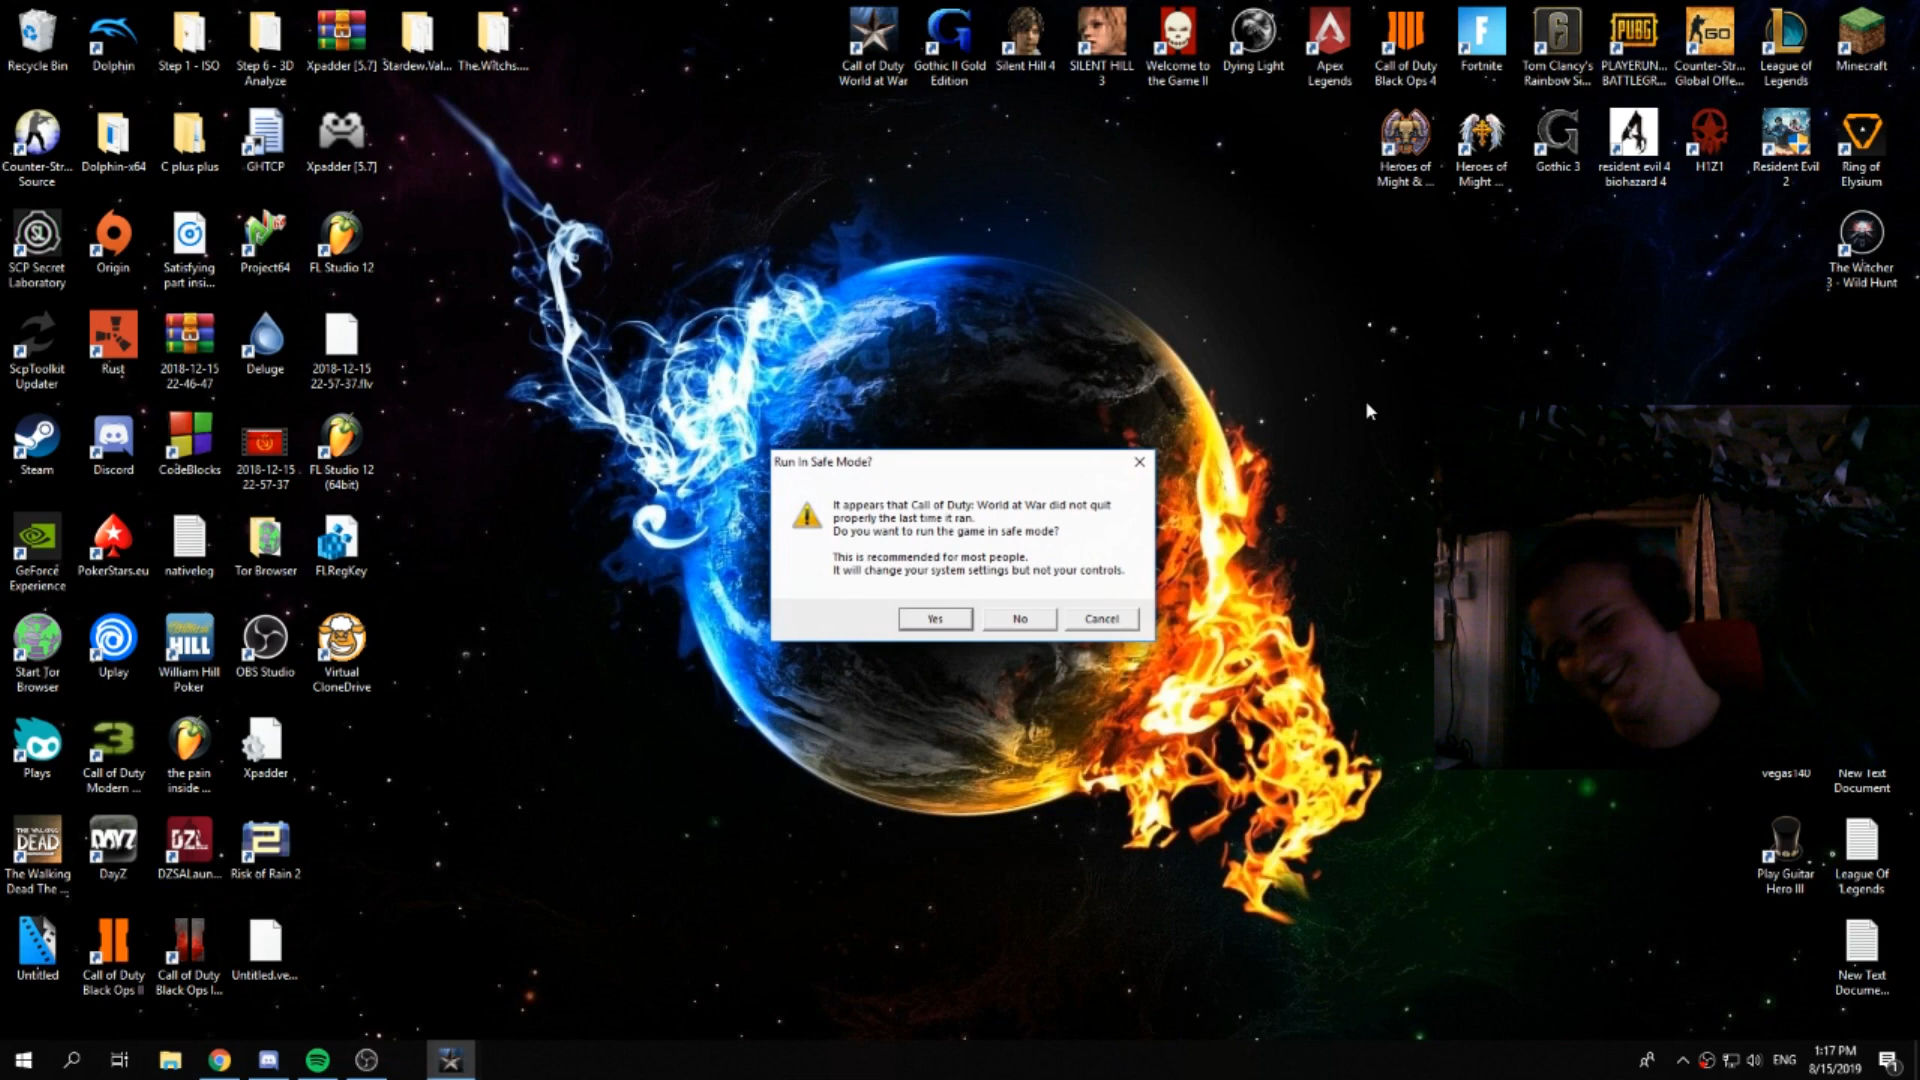 Recycle Bin
Dolphin
Step 1 - ISO
Step 6 - 3D
Analyze
Xpadder [5.7]
Stardew.Val...
The.Witchs....
Call of Duty
World at War
Gothic II Gold
Edition
Silent Hill 4
SILENT HILL
3
Welcome to
the Game II
Dying Light
Apex
Legends
Call of Duty
Black Ops 4
Fortnite
Tom Clancy's
Rainbow Si...
PLAYERUN...
BATTLEGR...
Counter-Str...
Global Offe...
League of
Legends
Minecraft
Counter-Str...
Source
Dolphin-x64
C plus plus
GHTCP
Xpadder [5.7]
Heroes of
Might & ...
Heroes of
Might ...
Gothic 3
resident evil 4
biohazard 4
H1Z1
Resident Evil
2
Ring of
Elysium
SCP Secret
Laboratory
Origin
Satisfying
part insi...
Project64
FL Studio 12
The Witcher
3 - Wild Hunt
ScpToolkit
Updater
Rust
2018-12-15
22-46-47
Deluge
2018-12-15
22-57-37.flv
Steam
Discord
CodeBlocks
2018-12-15
22-57-37
FL Studio 12
(64bit)
Run In Safe Mode?
It appears that Call of Duty: World at War did not quit
properly the last time it ran.
Do you want to run the game in safe mode?
This is recommended for most people.
It will change your system settings but not your controls.
Yes
No
Cancel
GeForce
Experience
PokerStars.eu
nativelog
Tor Browser
FLRegKey
Start Tor
Browser
Uplay
WILLIAM
HILL
William Hill
Poker
OBS Studio
Virtual
CloneDrive
Plays
Call of Duty
Modern ...
the pain
inside ...
Xpadder
vegas140
New Text
Document
THE WALKING
DEAD
The Walking
Dead The ...
DAYZ
DayZ
DZL
DZSALaun...
2
Risk of Rain 2
Play Guitar
Hero III
League Of
Legends
Untitled
Call of Duty
Black Ops II
Call of Duty
Black Ops I...
Untitled.ve...
New Text
Docume...
ENG
1:17 PM
8/15/2019
1